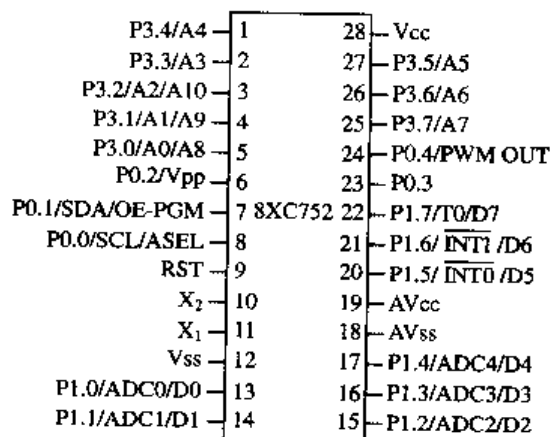 P3.4/A4 1 28 Vcc
P3.3/A3 2 27 P3.5/A5
P3.2/A2/A10 3 26 P3.6/A6
P3.1/A1/A9 4 25 P3.7/A7
P3.0/A0/A8 5 24 P0.4/PWM OUT
P0.2/Vpp 6 23 P0.3
P0.1/SDA/OE-PGM 7 8XC752 22 P1.7/T0/D7
P0.0/SCL/ASEL 8 21 P1.6/ INT1 /D6
RST 9 20 P1.5/ INT0 /D5
X₂ 10 19 AVcc
X₁ 11 18 AVss
Vss 12 17 P1.4/ADC4/D4
P1.0/ADC0/D0 13 16 P1.3/ADC3/D3
P1.1/ADC1/D1 14 15 P1.2/ADC2/D2